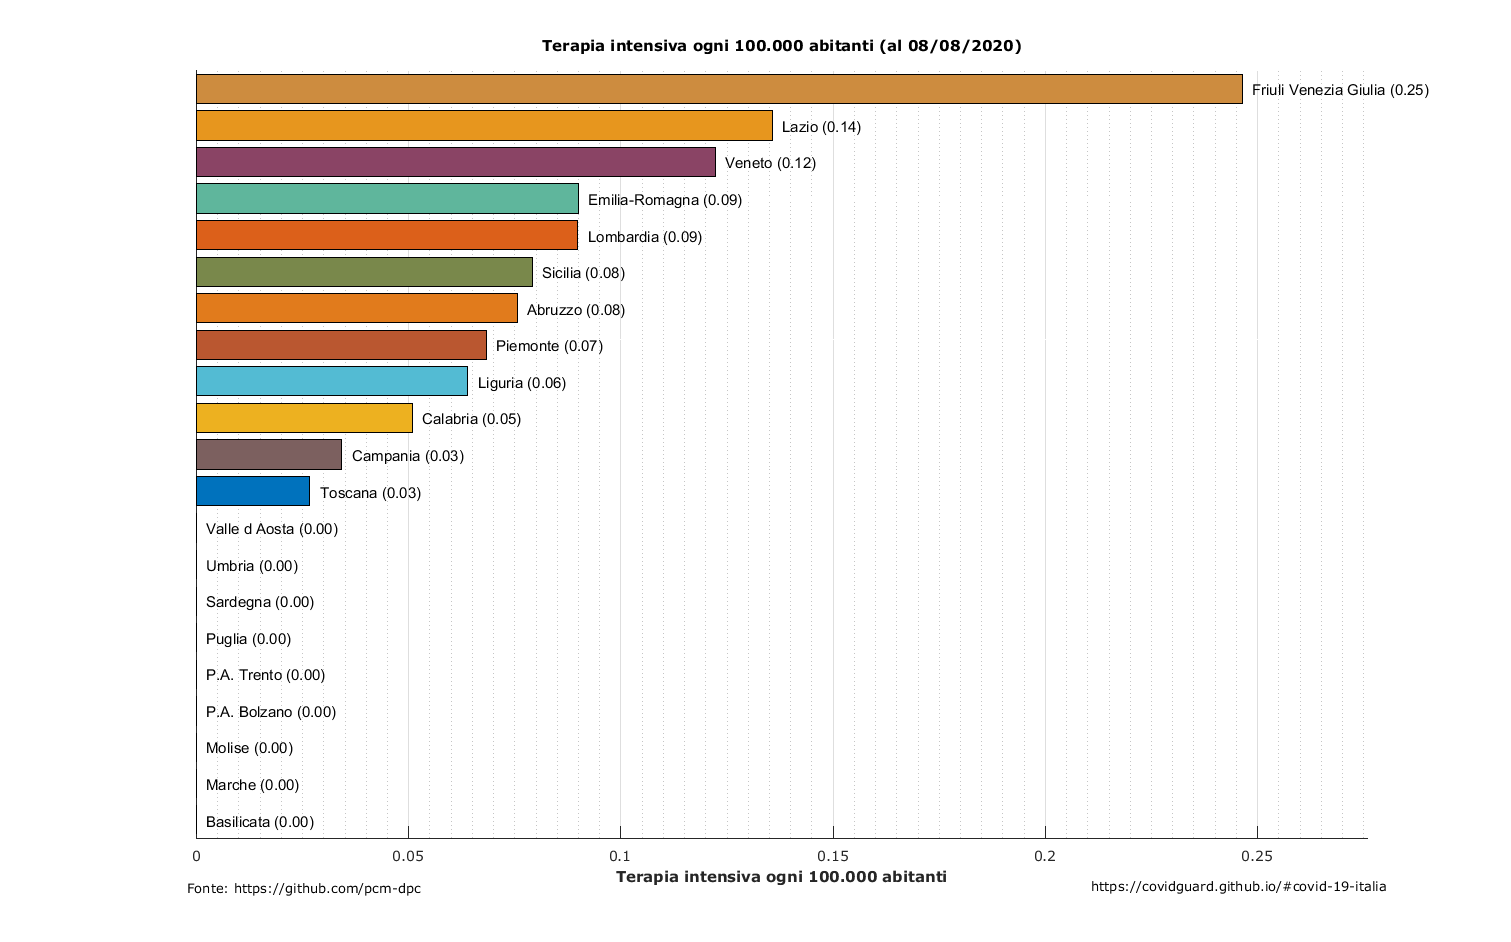 Terapia intensiva ogni 100.000 abitanti (al 08/08/2020)
Friuli Venezia Giulia (0.25)
Lazio (0.14)
Veneto (0.12)
Emilia-Romagna (0.09)
Lombardia (0.09)
Sicilia (0.08)
Abruzzo (0.08)
Piemonte (0.07)
Liguria (0.06)
Calabria (0.05)
Campania (0.03)
Toscana (0.03)
Valle d Aosta (0.00)
Umbria (0.00)
Sardegna (0.00)
Puglia (0.00)
P.A. Trento (0.00)
P.A. Bolzano (0.00)
Molise (0.00)
Marche (0.00)
Basilicata (0.00)
0 0.05 0.1 0.15 0.2 0.25
Terapia intensiva ogni 100.000 abitanti
Fonte: https://github.com/pcm-dpc
https://covidguard.github.io/#covid-19-italia